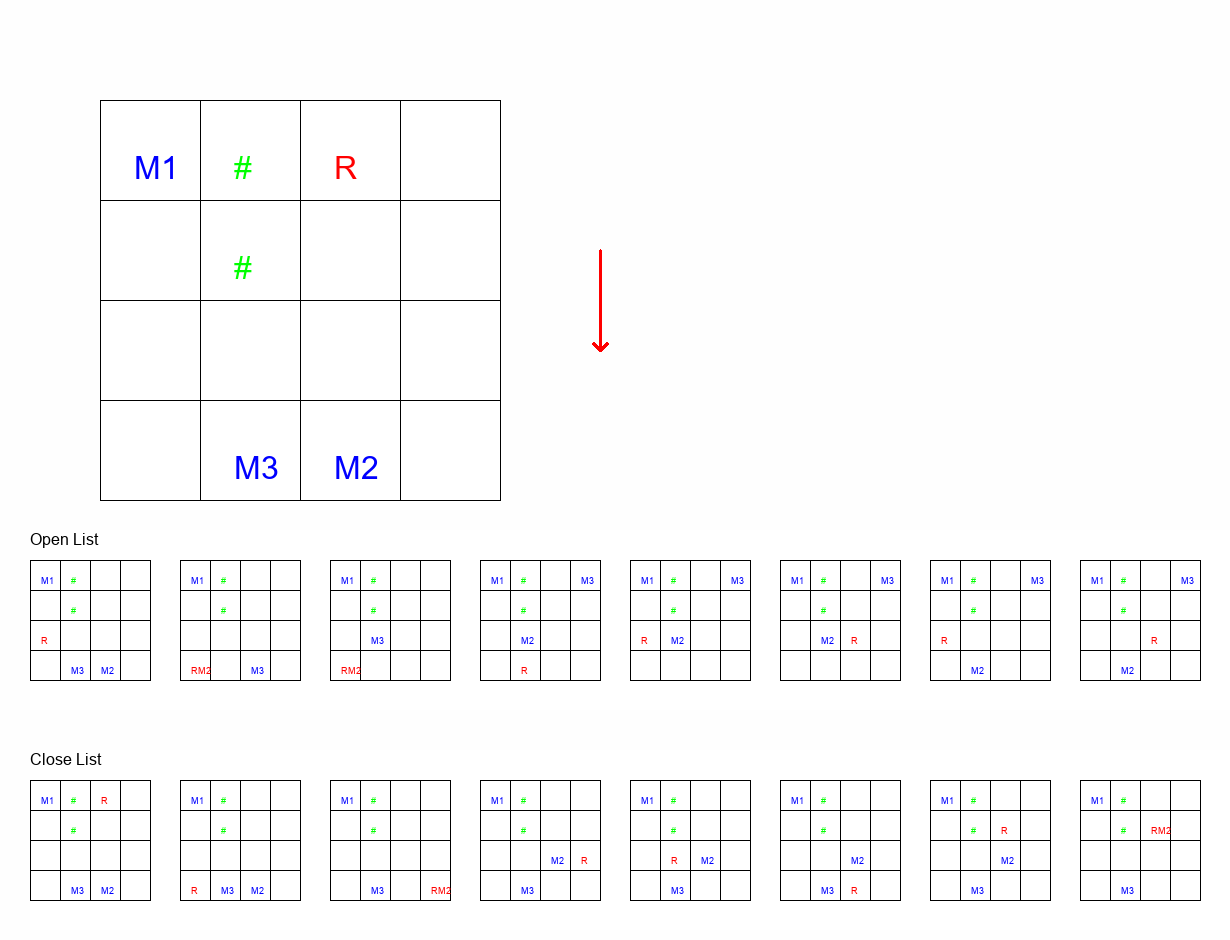 M1 # R
#
M3 M2
Open List
M1 # M1 # M1 # M1 # M3 M1 # M3 M1 # M3 M1 # M3 M1 # M3
# # # # # # # #
R M3 M2 R M2 M2 R R R
M3 M2 RM2 M3 RM2 R M2 M2
Close List
M1 # R M1 # M1 # M1 # M1 # M1 # M1 # M1 #
# # # # # # # R # RM2
M2 R R M2 M2 M2
M3 M2 R M3 M2 M3 RM2 M3 M3 M3 R M3 M3